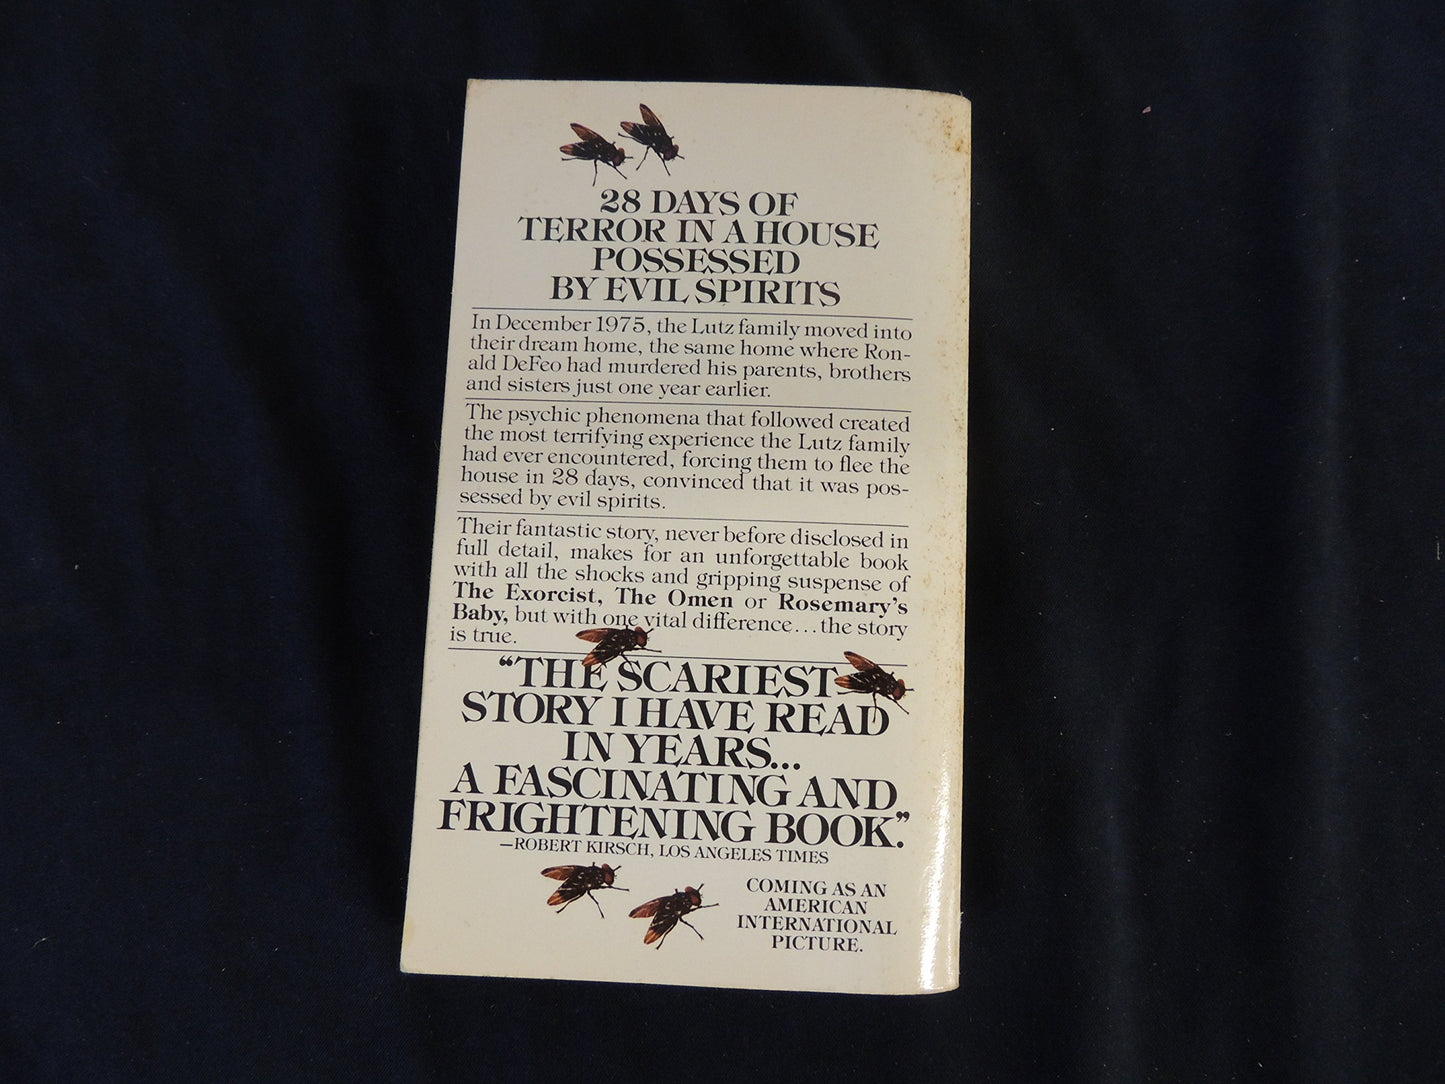 28 DAYS OF
TERROR IN A HOUSE
POSSESSED
BY EVIL SPIRITS
In December 1975, the Lutz family moved into
their dream home, the same home where Ron-
ald DeFeo had murdered his parents, brothers
and sisters just one year earlier.
The psychic phenomena that followed created
the most terrifying experience the Lutz family
had ever encountered, forcing them to flee the
house in 28 days, convinced that it was pos-
sessed by evil spirits.
Their fantastic story, never before disclosed in
full detail, makes for an unforgettable book
with all the shocks and gripping suspense of
The Exorcist, The Omen or Rosemary's
Baby, but with one vital difference...the story
is true.
“THE SCARIEST
STORY I HAVE READ
IN YEARS...
A FASCINATING AND
FRIGHTENING BOOK.”
—ROBERT KIRSCH, LOS ANGELES TIMES
COMING AS AN
AMERICAN
INTERNATIONAL
PICTURE.